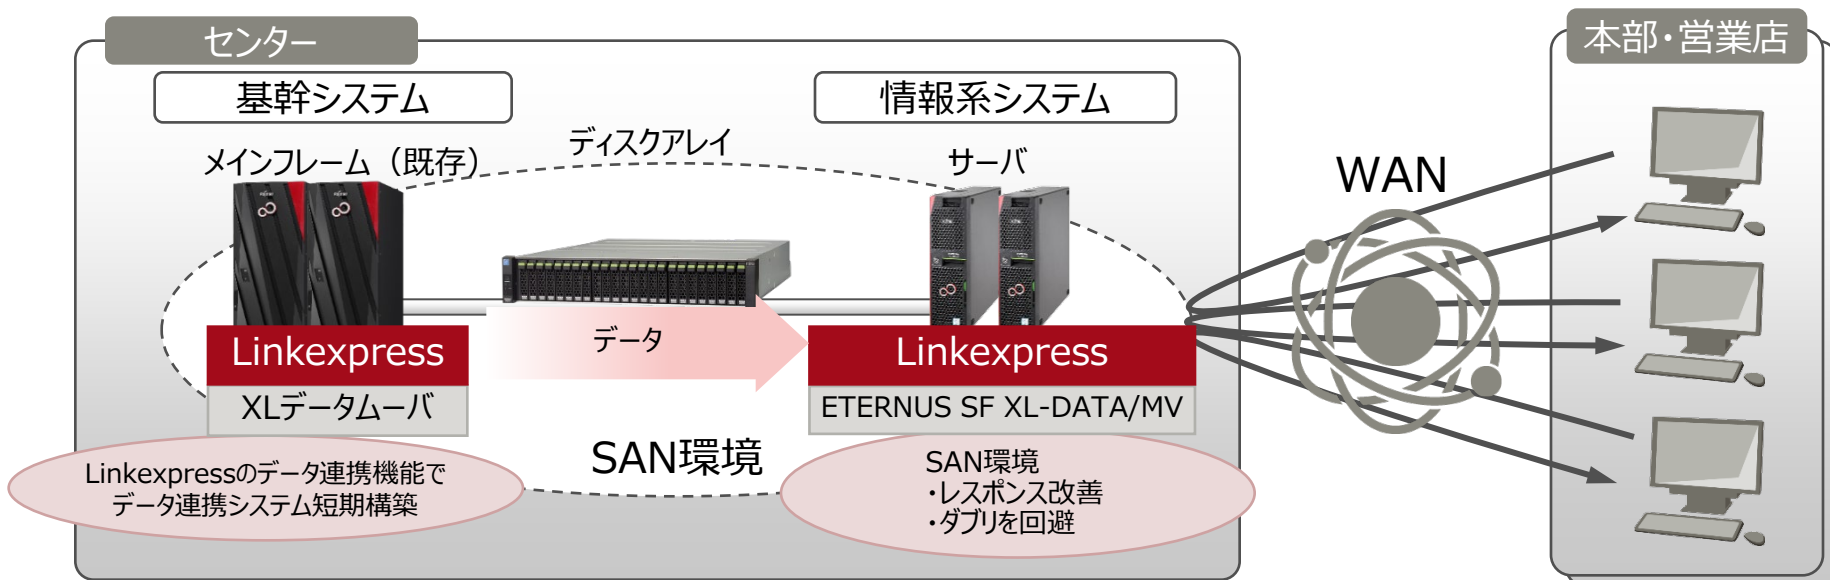 センター
本部・営業店
基幹システム
情報系システム
ディスクアレイ
メインフレーム（既存）
サーバ
WAN
データ
Linkexpress
Linkexpress
XLデータムーバ
ETERNUS SF XL-DATA/MV
SAN環境
Linkexpressのデータ連携機能で
データ連携システム短期構築
SAN環境
・レスポンス改善
・ダブリを回避